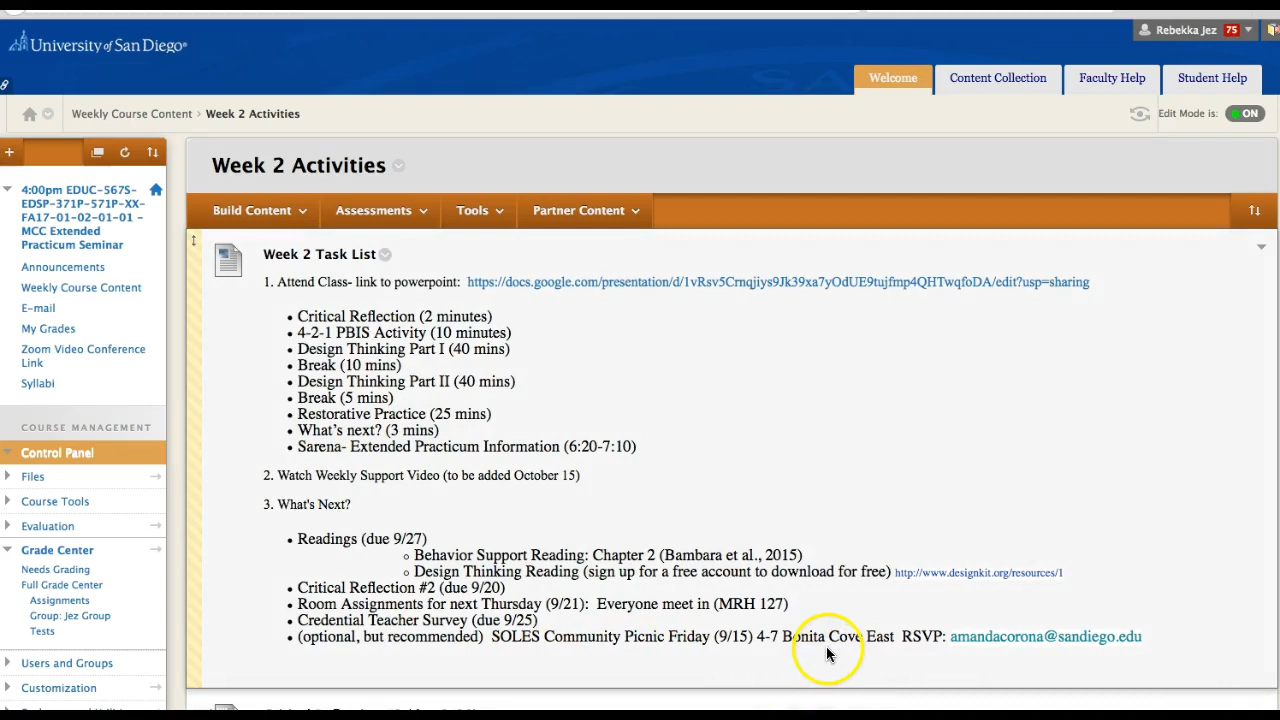 University of San Diego
Rebekka Jez 75
Welcome
Content Collection
Faculty Help
Student Help
Weekly Course Content > Week 2 Activities
Edit Mode is: ON
4:00pm EDUC-567S-
EDSP-371P-571P-XX-
FA17-01-02-01-01 -
MCC Extended
Practicum Seminar
Announcements
Weekly Course Content
E-mail
My Grades
Zoom Video Conference
Link
Syllabi
COURSE MANAGEMENT
Control Panel
Files
Course Tools
Evaluation
Grade Center
Needs Grading
Full Grade Center
Assignments
Group: Jez Group
Tests
Users and Groups
Customization
Week 2 Activities
Build Content
Assessments
Tools
Partner Content
Week 2 Task List
1. Attend Class- link to powerpoint: https://docs.google.com/presentation/d/1vRsv5Crnqjiys9Jk39xa7yOdUE9tujfmp4QHTwqfoDA/edit?usp=sharing
• Critical Reflection (2 minutes)
• 4-2-1 PBIS Activity (10 minutes)
• Design Thinking Part I (40 mins)
• Break (10 mins)
• Design Thinking Part II (40 mins)
• Break (5 mins)
• Restorative Practice (25 mins)
• What's next? (3 mins)
• Sarena- Extended Practicum Information (6:20-7:10)
2. Watch Weekly Support Video (to be added October 15)
3. What's Next?
• Readings (due 9/27)
○ Behavior Support Reading: Chapter 2 (Bambara et al., 2015)
○ Design Thinking Reading (sign up for a free account to download for free) http://www.designkit.org/resources/1
• Critical Reflection #2 (due 9/20)
• Room Assignments for next Thursday (9/21): Everyone meet in (MRH 127)
• Credential Teacher Survey (due 9/25)
• (optional, but recommended) SOLES Community Picnic Friday (9/15) 4-7 Bonita Cove East RSVP: amandacorona@sandiego.edu